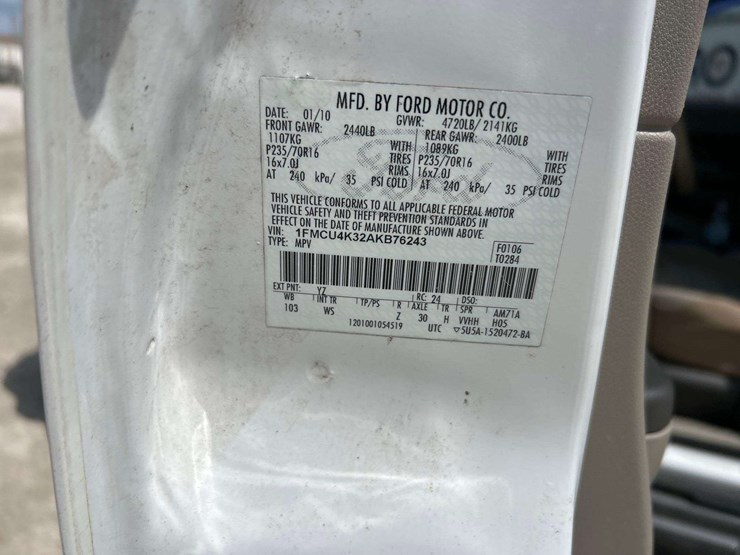 MFD. BY FORD MOTOR CO.
DATE: 01/10 GVWR: 4720LB/ 2141KG
FRONT GAWR: 2440LB REAR GAWR: 2400LB
1107KG WITH 1089KG WITH
P235/70R16 TIRES P235/70R16 TIRES
16x7.0J RIMS 16x7.0J RIMS
AT 240 kPa/ 35 PSI COLD AT 240 kPa/ 35 PSI COLD
THIS VEHICLE CONFORMS TO ALL APPLICABLE FEDERAL MOTOR
VEHICLE SAFETY AND THEFT PREVENTION STANDARDS IN
EFFECT ON THE DATE OF MANUFACTURE SHOWN ABOVE.
VIN: 1FMCU4K32AKB76243
TYPE: MPV
F0106
T0284
EXT PNT: YZ RC: 24 DSO:
WB INT TR TP/PS R AXLE TR SPR AM71A
103 WS Z 30 H VVHH H05
1201001054519 UTC 5U5A-1520472-BA